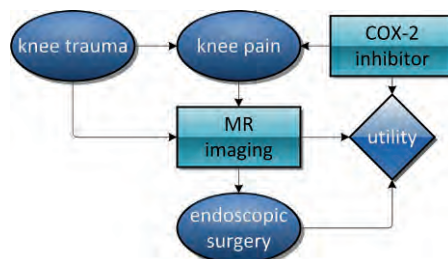 knee trauma
knee pain
COX-2
inhibitor
MR
imaging
utility
endoscopic
surgery